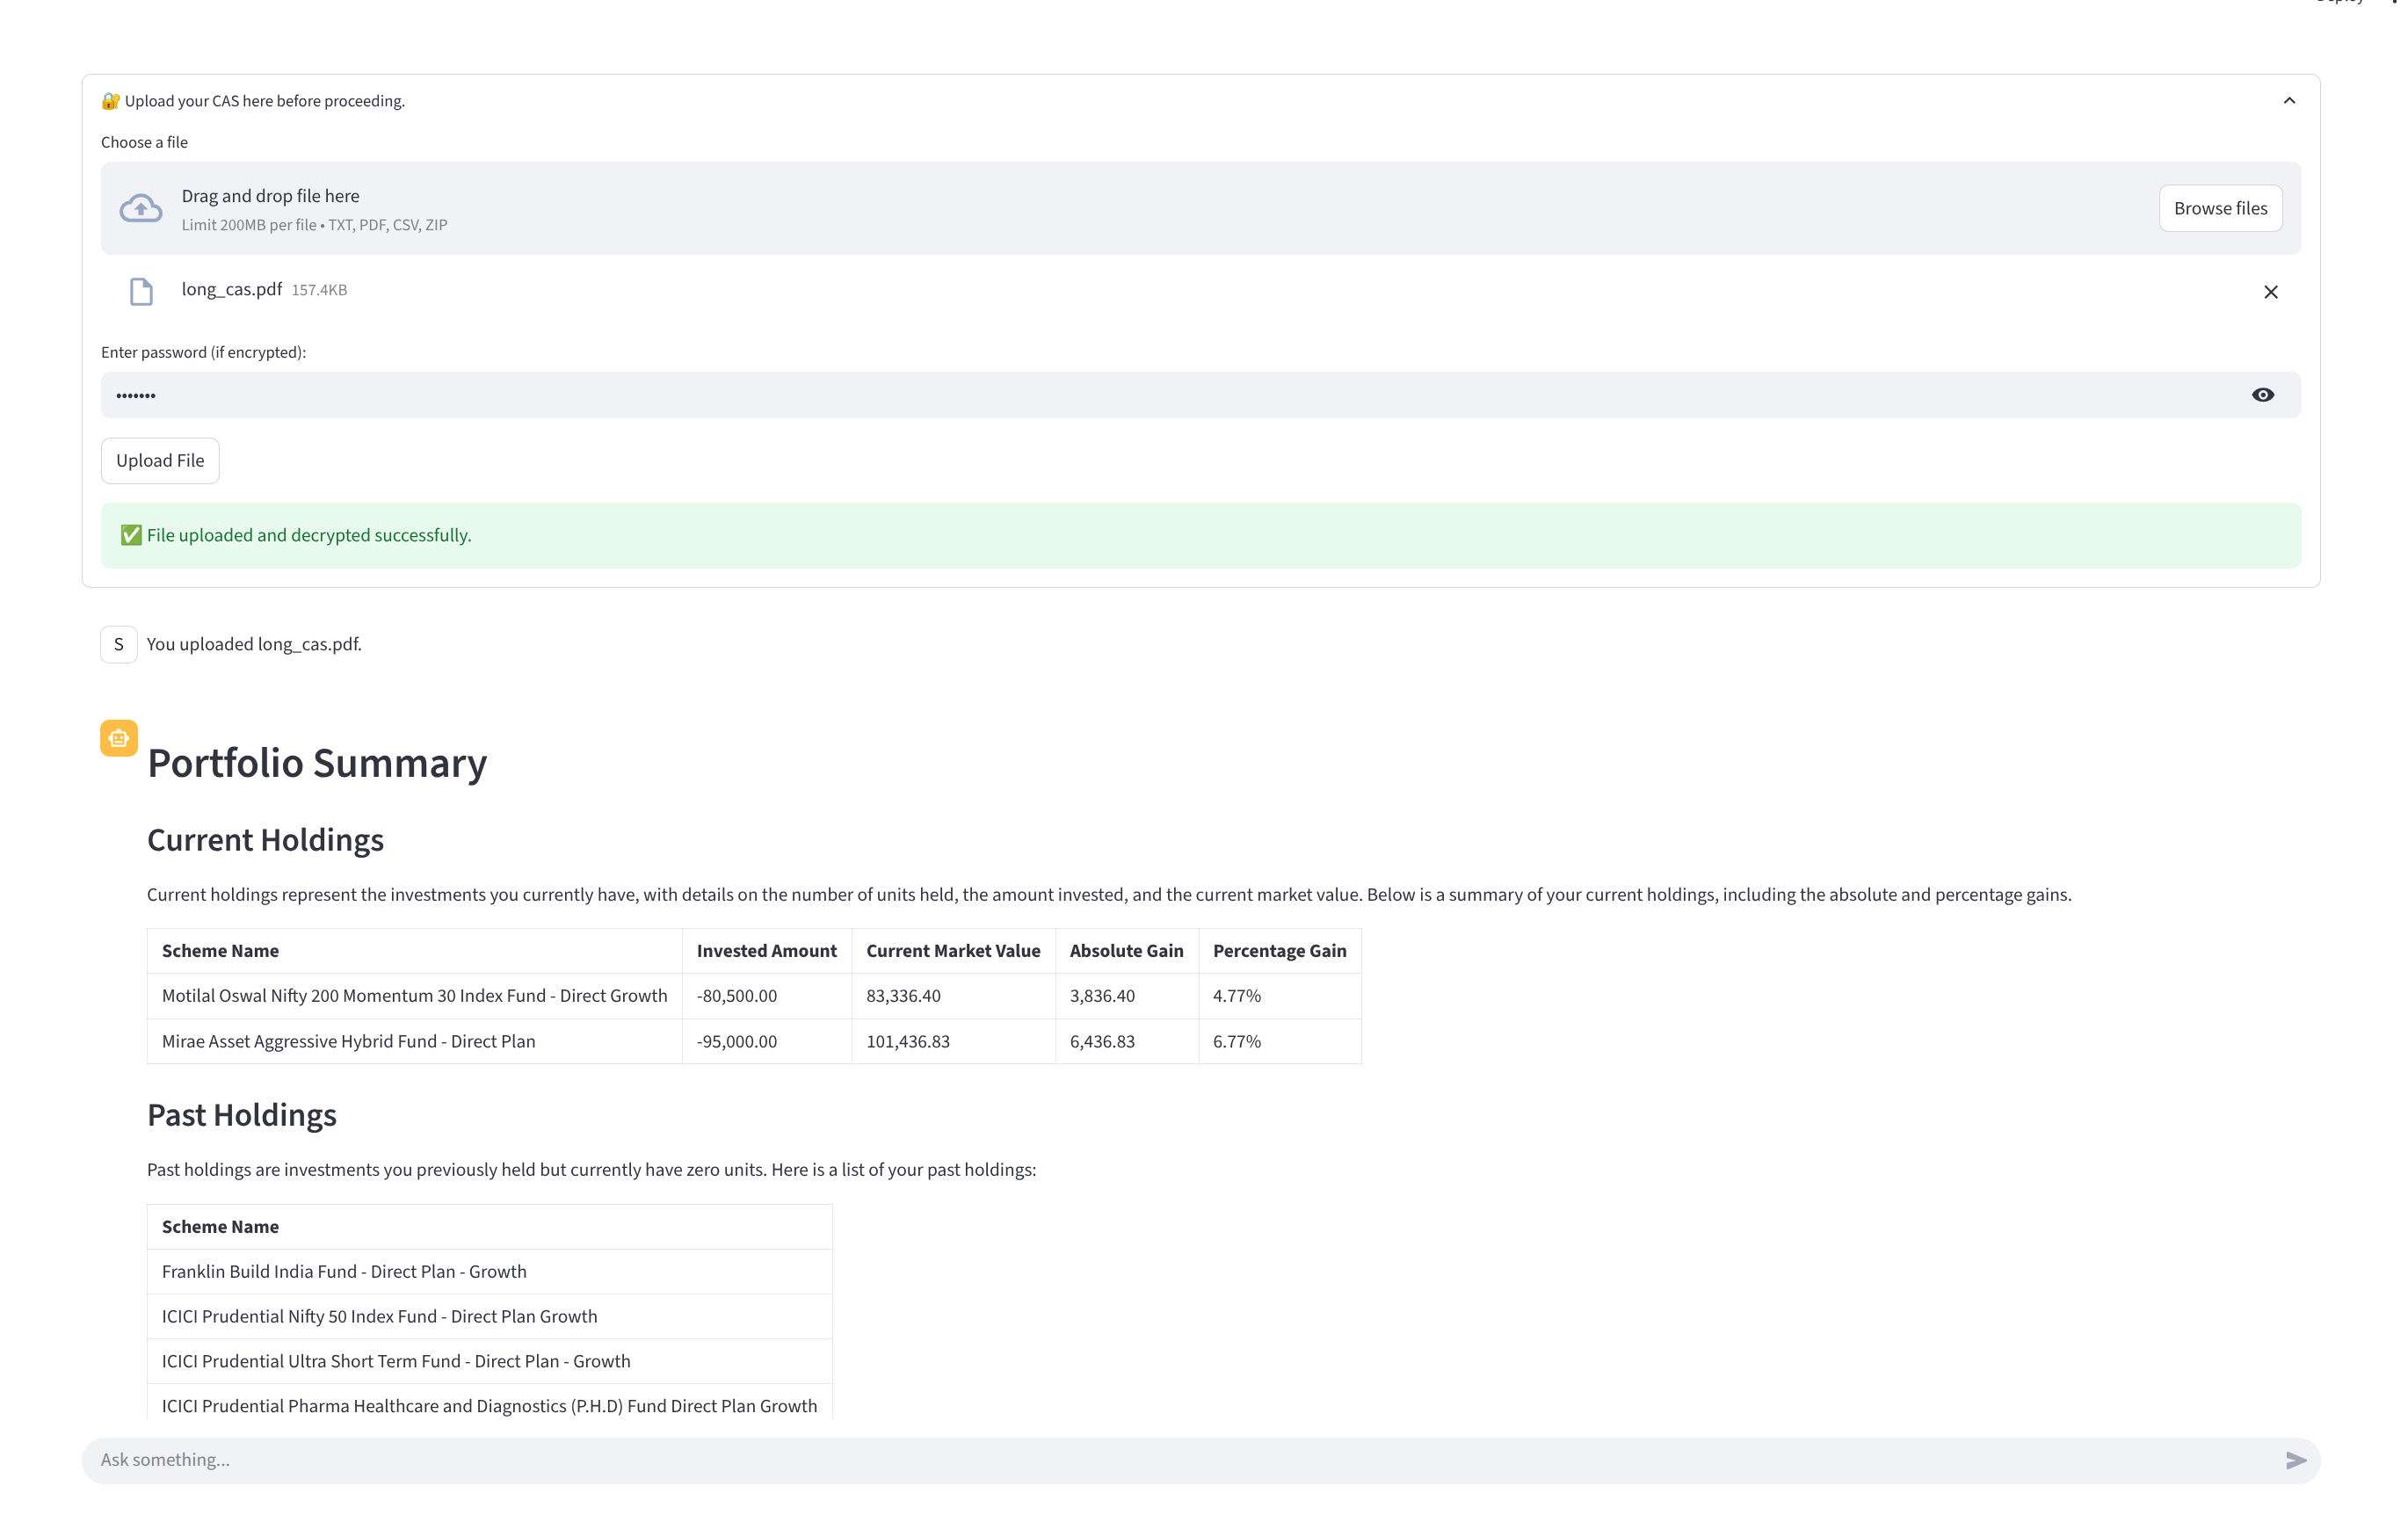 🔐 Upload your CAS here before proceeding.
Choose a file
Drag and drop file here
Limit 200MB per file • TXT, PDF, CSV, ZIP
Browse files
long_cas.pdf 157.4KB
Enter password (if encrypted):
•••••••
Upload File
✅ File uploaded and decrypted successfully.
S You uploaded long_cas.pdf.
Portfolio Summary
Current Holdings
Current holdings represent the investments you currently have, with details on the number of units held, the amount invested, and the current market value. Below is a summary of your current holdings, including the absolute and percentage gains.
Scheme Name Invested Amount Current Market Value Absolute Gain Percentage Gain
Motilal Oswal Nifty 200 Momentum 30 Index Fund - Direct Growth -80,500.00 83,336.40 3,836.40 4.77%
Mirae Asset Aggressive Hybrid Fund - Direct Plan -95,000.00 101,436.83 6,436.83 6.77%
Past Holdings
Past holdings are investments you previously held but currently have zero units. Here is a list of your past holdings:
Scheme Name
Franklin Build India Fund - Direct Plan - Growth
ICICI Prudential Nifty 50 Index Fund - Direct Plan Growth
ICICI Prudential Ultra Short Term Fund - Direct Plan - Growth
ICICI Prudential Pharma Healthcare and Diagnostics (P.H.D) Fund Direct Plan Growth
Ask something...